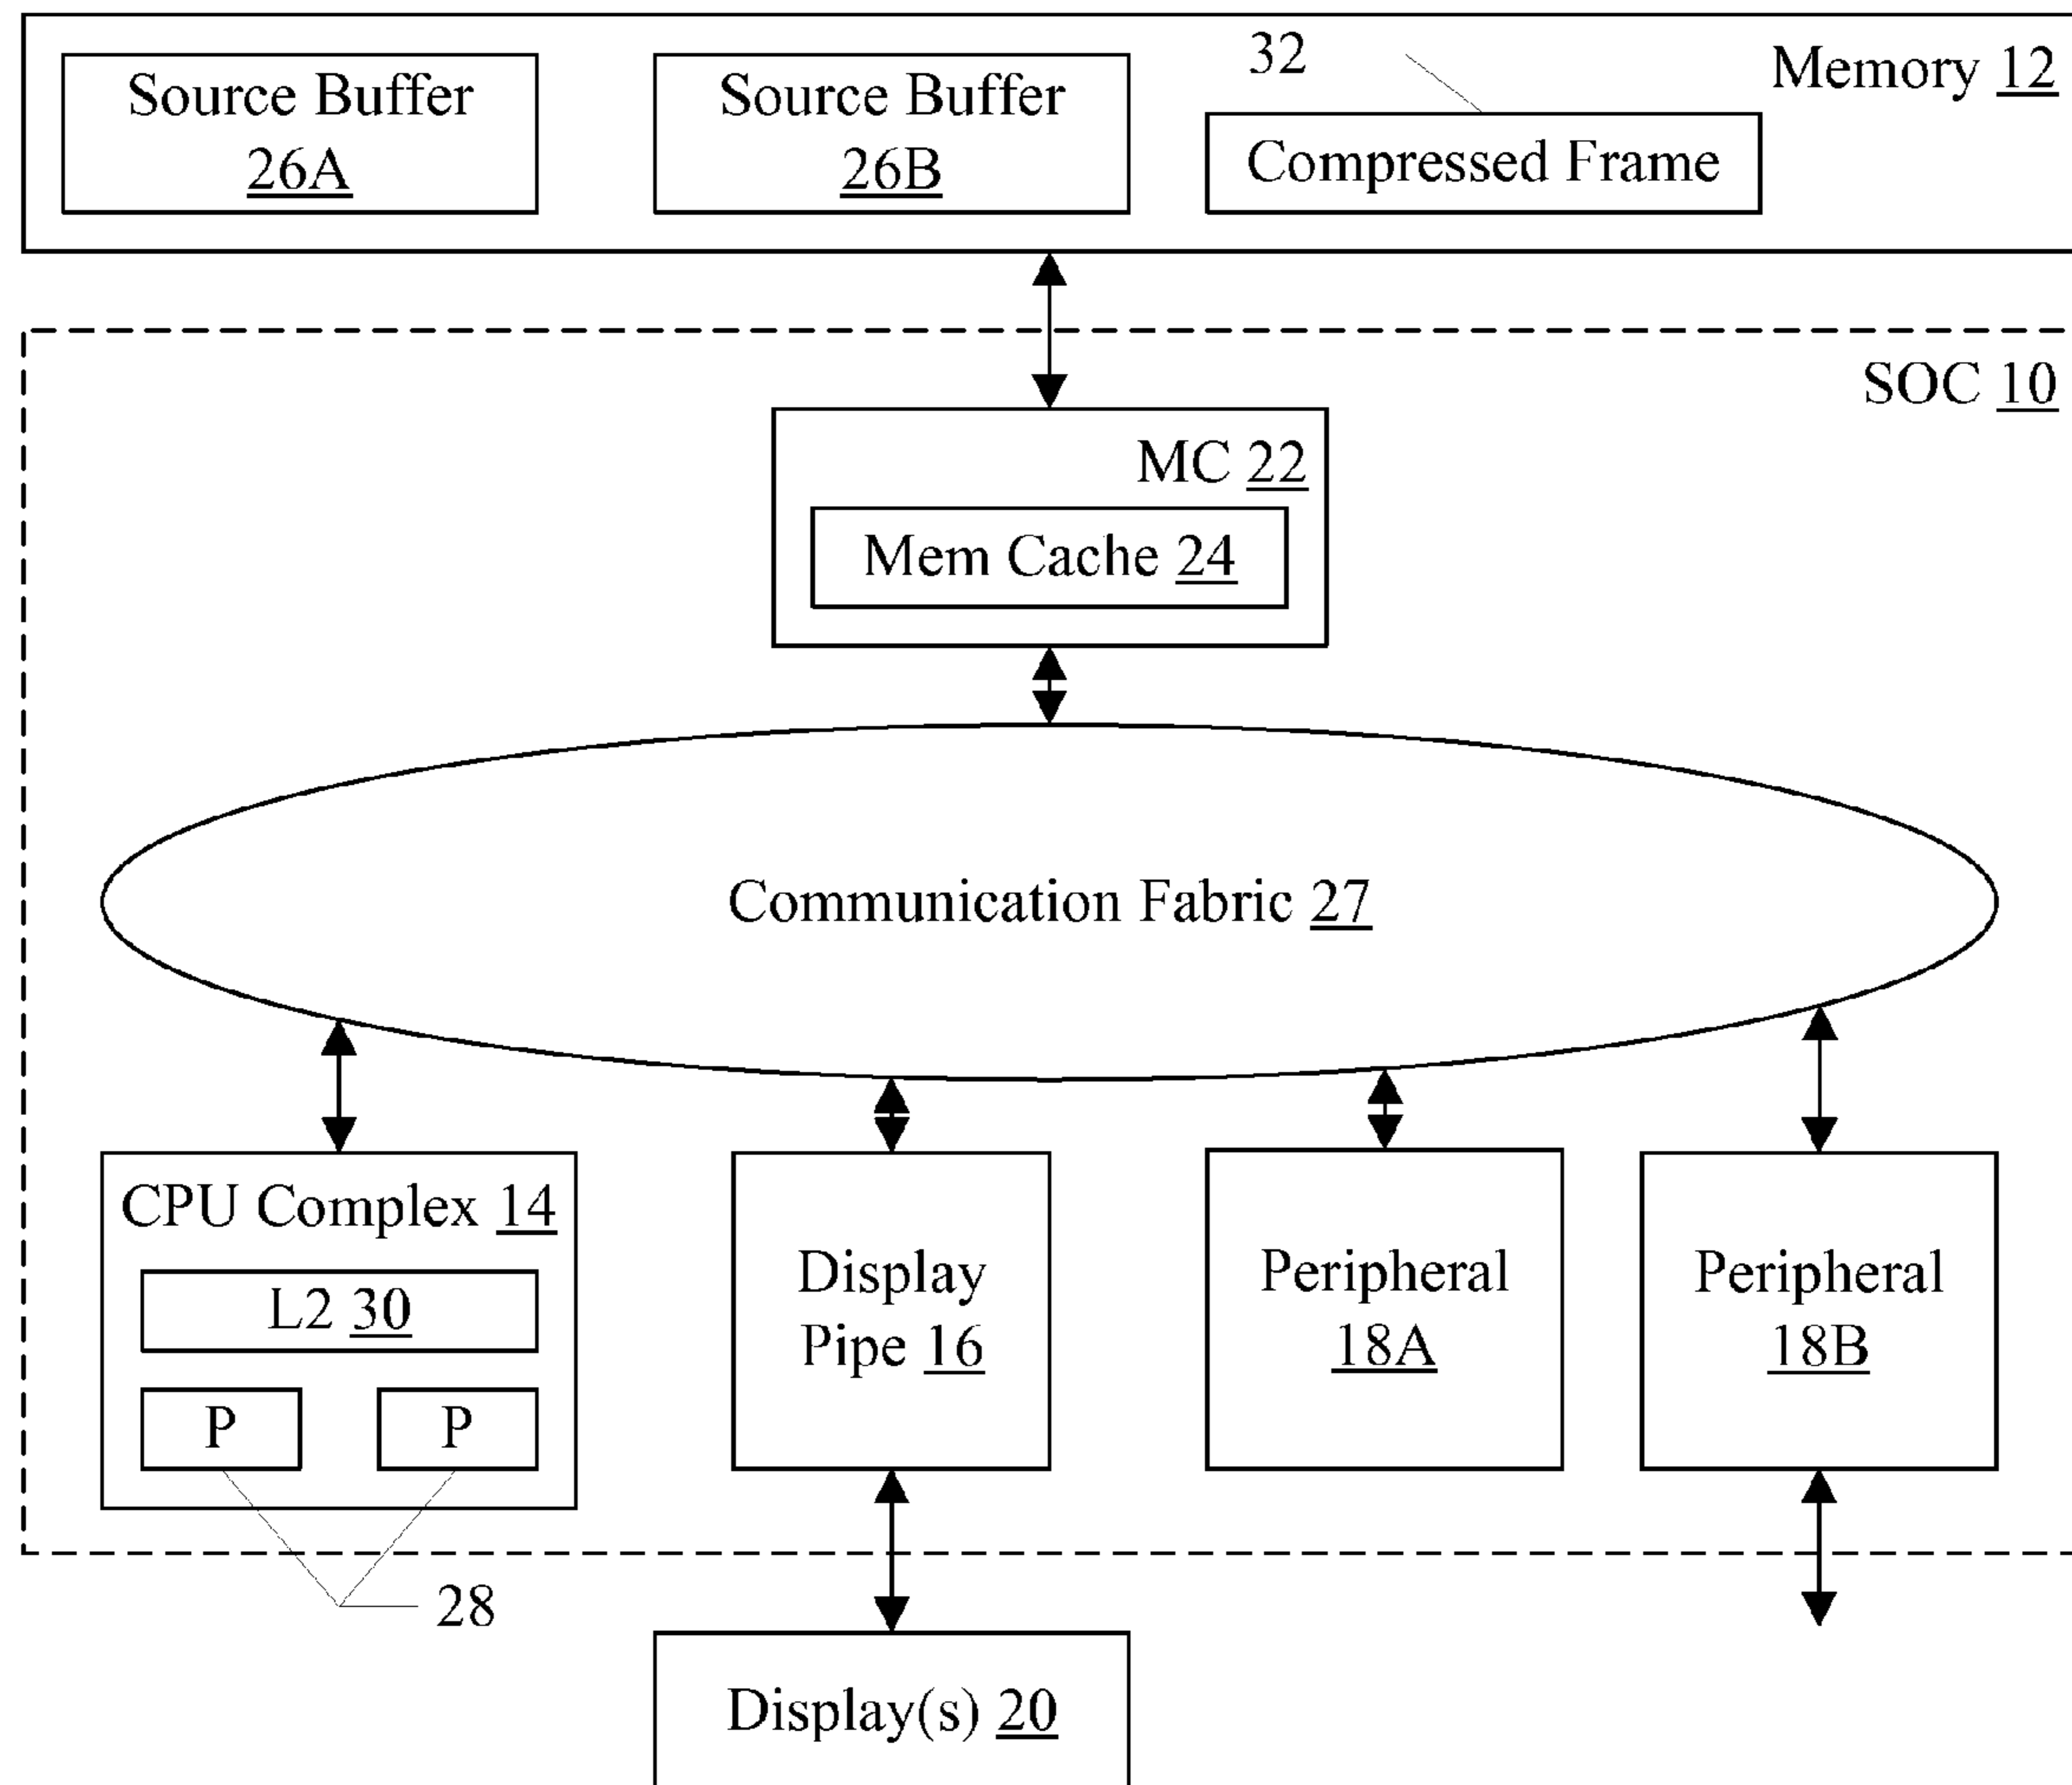 32
Memory 12
Source Buffer
26A
Source Buffer
26B
Compressed Frame
SOC 10
MC 22
Mem Cache 24
Communication Fabric 27
CPU Complex 14
L2 30
P
P
28
Display
Pipe 16
Peripheral
18A
Peripheral
18B
Display(s) 20